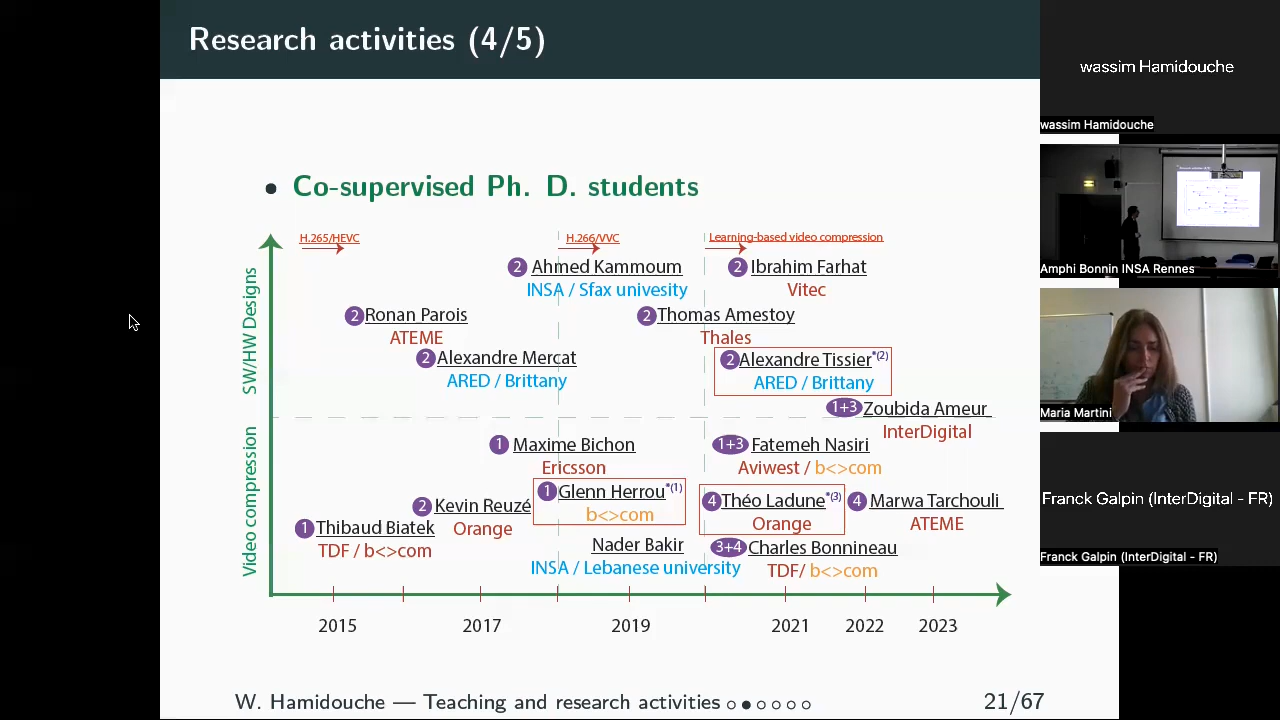 Research activities (4/5)
• Co-supervised Ph. D. students
H.265/HEVC
H.266/VVC
Learning-based video compression
SW/HW Designs
Video compression
2 Ahmed Kammoum
INSA / Sfax univesity
2 Ibrahim Farhat
Vitec
2 Ronan Parois
ATEME
2 Thomas Amestoy
Thales
2 Alexandre Mercat
ARED / Brittany
2 Alexandre Tissier*(2)
ARED / Brittany
1+3 Zoubida Ameur
InterDigital
1 Maxime Bichon
Ericsson
1+3 Fatemeh Nasiri
Aviwest / b<>com
1 Glenn Herrou*(1)
b<>com
2 Kevin Reuzé
Orange
4 Théo Ladune*(3)
Orange
4 Marwa Tarchouli
ATEME
1 Thibaud Biatek
TDF / b<>com
Nader Bakir
INSA / Lebanese university
3+4 Charles Bonnineau
TDF/ b<>com
2015 2017 2019 2021 2022 2023
W. Hamidouche — Teaching and research activities
21/67
wassim Hamidouche
wassim Hamidouche
Amphi Bonnin INSA Rennes
Maria Martini
Franck Galpin (InterDigital - FR)
Franck Galpin (InterDigital - FR)